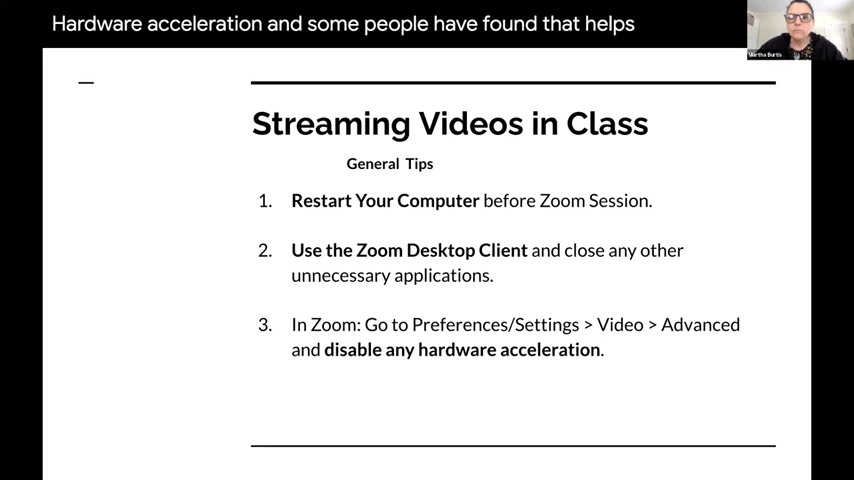 Hardware acceleration and some people have found that helps
Martha Burtis
Streaming Videos in Class
General Tips
1. Restart Your Computer before Zoom Session.
2. Use the Zoom Desktop Client and close any other
unnecessary applications.
3. In Zoom: Go to Preferences/Settings > Video > Advanced
and disable any hardware acceleration.